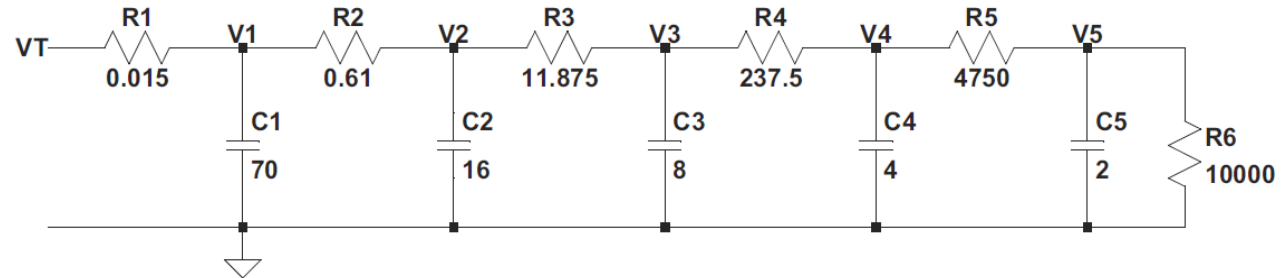 R1 R2 R3 R4 R5
VT V1 V2 V3 V4 V5
0.015 0.61 11.875 237.5 4750
C1 C2 C3 C4 C5 R6
70 16 8 4 2 10000